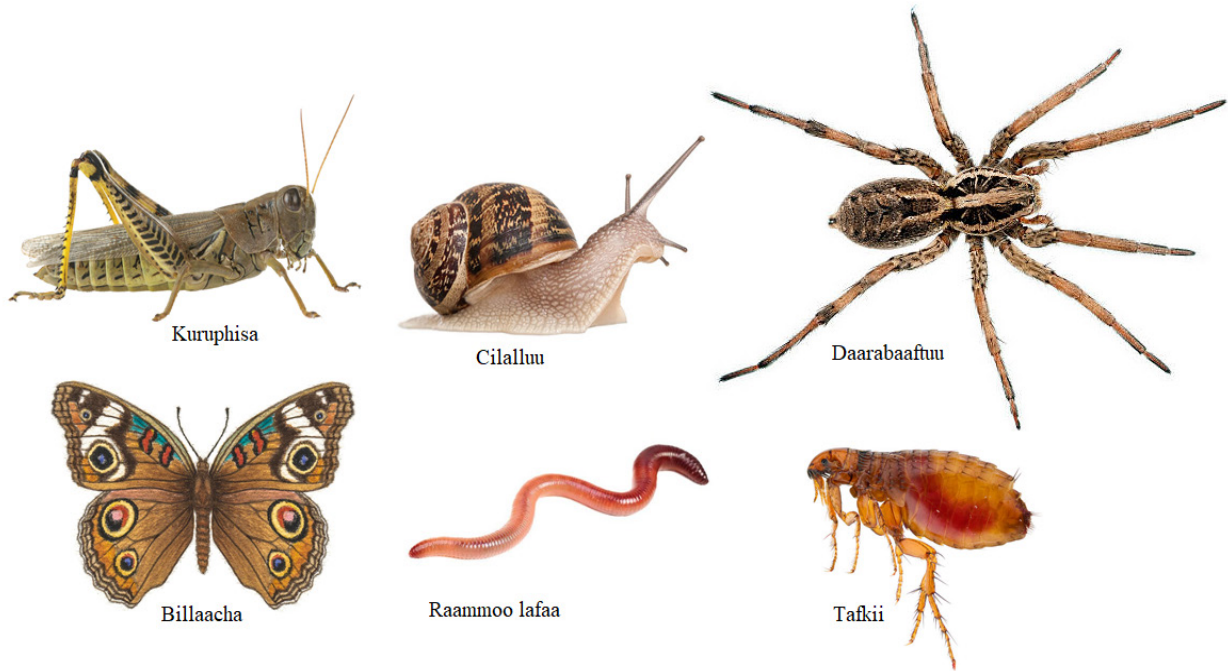 Kuruphisa
Cilalluu
Daarabaaftuu
Billaacha
Raammoo lafaa
Tafkii